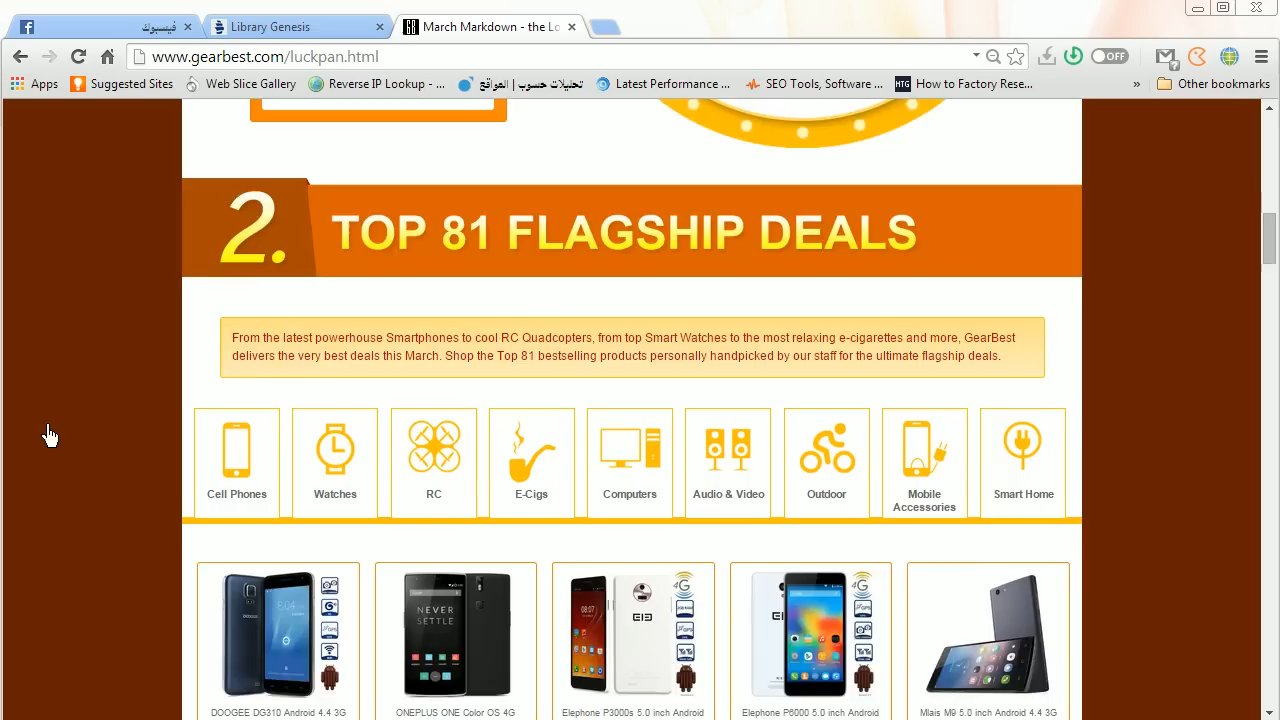 فيسبوك
Library Genesis
March Markdown - the Lo
www.gearbest.com/luckpan.html
OFF
Apps
Suggested Sites
Web Slice Gallery
Reverse IP Lookup - ...
تحليلات حسوب | المواقع
Latest Performance ...
SEO Tools, Software ...
HTG
How to Factory Rese...
»
Other bookmarks
2.
TOP 81 FLAGSHIP DEALS
From the latest powerhouse Smartphones to cool RC Quadcopters, from top Smart Watches to the most relaxing e-cigarettes and more, GearBest
delivers the very best deals this March. Shop the Top 81 bestselling products personally handpicked by our staff for the ultimate flagship deals.
Cell Phones
Watches
RC
E-Cigs
Computers
Audio & Video
Outdoor
Mobile
Accessories
Smart Home
NEVER
SETTLE
08:07
4G
4G
DOOGEE DG310 Android 4.4 3G
ONEPLUS ONE Color OS 4G
Elephone P3000s 5.0 inch Android
Elephone P6000 5.0 inch Android
Mlais M9 5.0 inch Android 4.4 3G